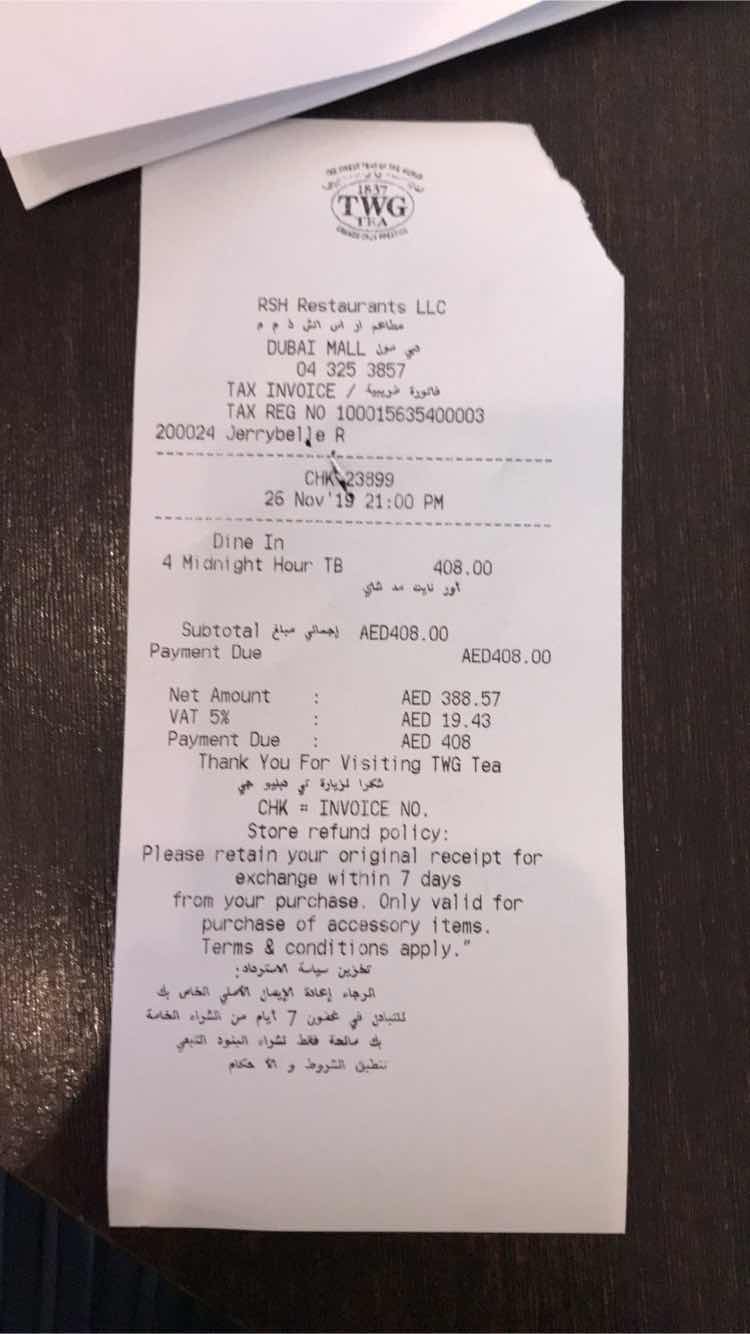 THE FINEST TEAS OF THE WORLD
1837
TWG
TEA
RSH Restaurants LLC
مطاعم ار اس اتش ذ م م
DUBAI MALL دبي مول
04 325 3857
TAX INVOICE / فاتورة ضريبية
TAX REG NO 100015635400003
200024 Jerrybelle R
CHK 23899
26 Nov'19 21:00 PM
Dine In
4 Midnight Hour TB 408.00
أور نايت مد شاي
Subtotal إجمالي مبلغ AED408.00
Payment Due AED408.00
Net Amount : AED 388.57
VAT 5% : AED 19.43
Payment Due : AED 408
Thank You For Visiting TWG Tea
شكرا لزيارة تي دبليو جي
CHK = INVOICE NO.
Store refund policy:
Please retain your original receipt for
exchange within 7 days
from your purchase. Only valid for
purchase of accessory items.
Terms & conditions apply."
تخزين سياسة الاسترداد:
الرجاء إعادة الإيصال الأصلي الخاص بك
للتبادل في غضون 7 أيام من الشراء الخاصة
بك صالحة فقط لشراء البنود التبعي
تنطبق الشروط و الأ حكام